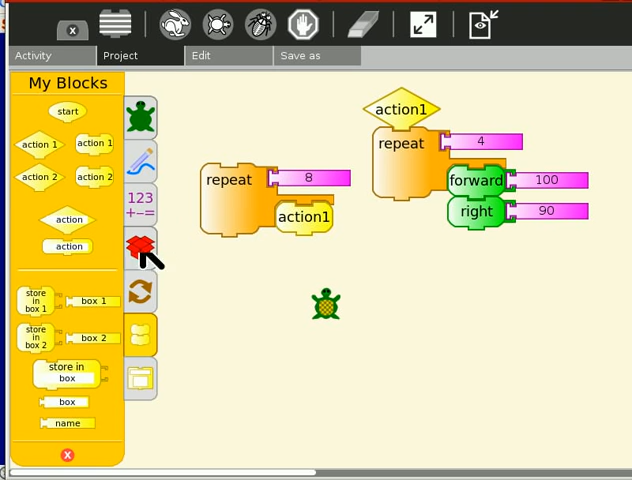 x
Activity
Project
Edit
Save as
My Blocks
start
action 1
action 1
action 2
action 2
action
action
store in box 1
box 1
store in box 2
box 2
store in
box
box
name
x
123
+-=
repeat
8
action1
action1
repeat
4
forward
100
right
90